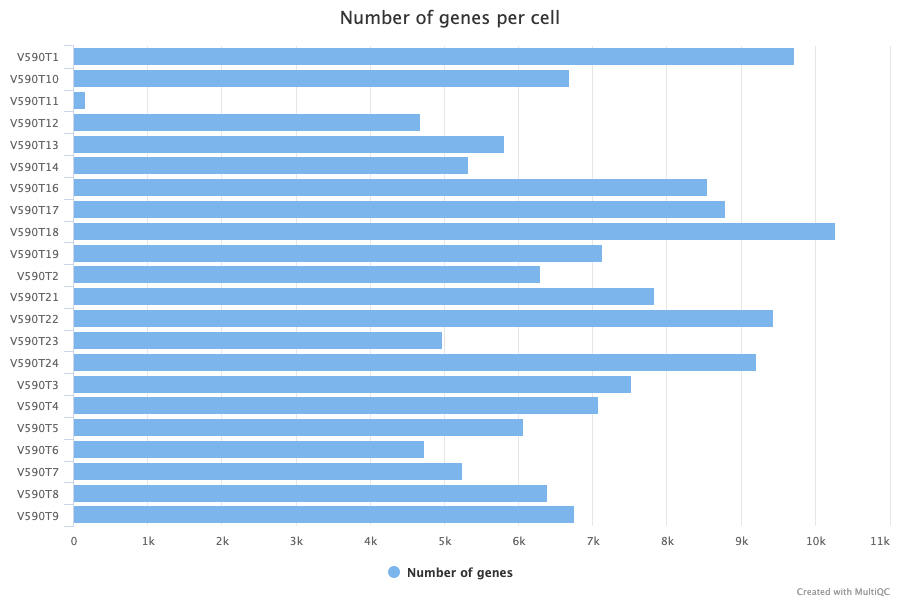 Number of genes per cell
V590T1
V590T10
V590T11
V590T12
V590T13
V590T14
V590T16
V590T17
V590T18
V590T19
V590T2
V590T21
V590T22
V590T23
V590T24
V590T3
V590T4
V590T5
V590T6
V590T7
V590T8
V590T9
0 1k 2k 3k 4k 5k 6k 7k 8k 9k 10k 11k
Number of genes
Created with MultiQC